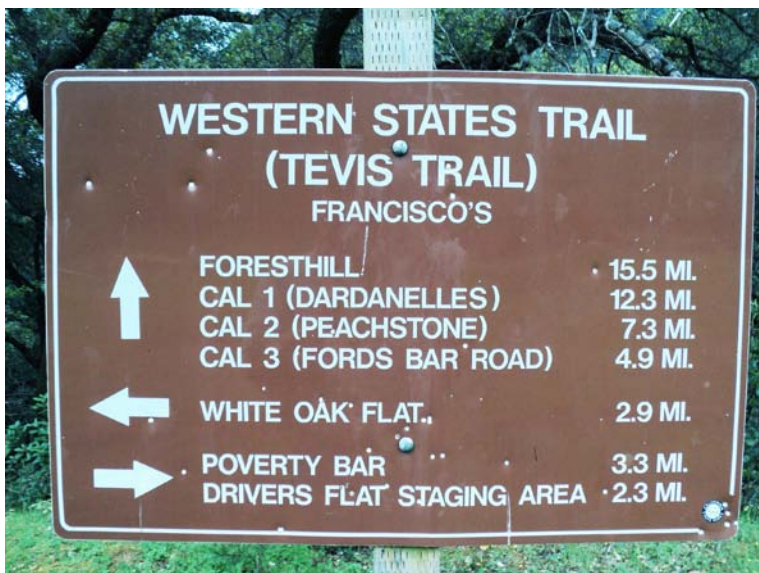 WESTERN STATES TRAIL
(TEVIS TRAIL)
FRANCISCO'S
FORESTHILL 15.5 MI.
CAL 1 (DARDANELLES) 12.3 MI.
CAL 2 (PEACHSTONE) 7.3 MI.
CAL 3 (FORDS BAR ROAD) 4.9 MI.
WHITE OAK FLAT 2.9 MI.
POVERTY BAR 3.3 MI.
DRIVERS FLAT STAGING AREA 2.3 MI.